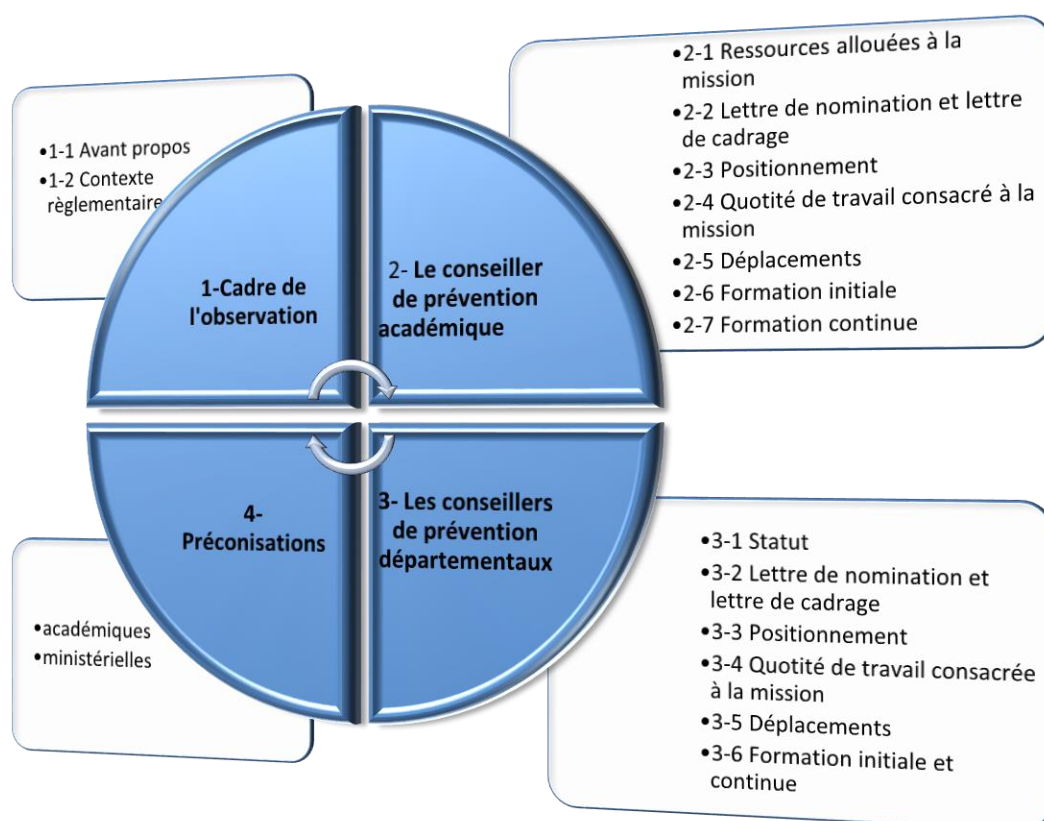 •1-1 Avant propos
•1-2 Contexte
règlementaire
1-Cadre de
l'observation
2- Le conseiller
de prévention
académique
•2-1 Ressources allouées à la
mission
•2-2 Lettre de nomination et lettre
de cadrage
•2-3 Positionnement
•2-4 Quotité de travail consacré à la
mission
•2-5 Déplacements
•2-6 Formation initiale
•2-7 Formation continue
3- Les conseillers
de prévention
départementaux
•3-1 Statut
•3-2 Lettre de nomination et
lettre de cadrage
•3-3 Positionnement
•3-4 Quotité de travail consacrée
à la mission
•3-5 Déplacements
•3-6 Formation initiale et
continue
4-
Préconisations
•académiques
•ministérielles